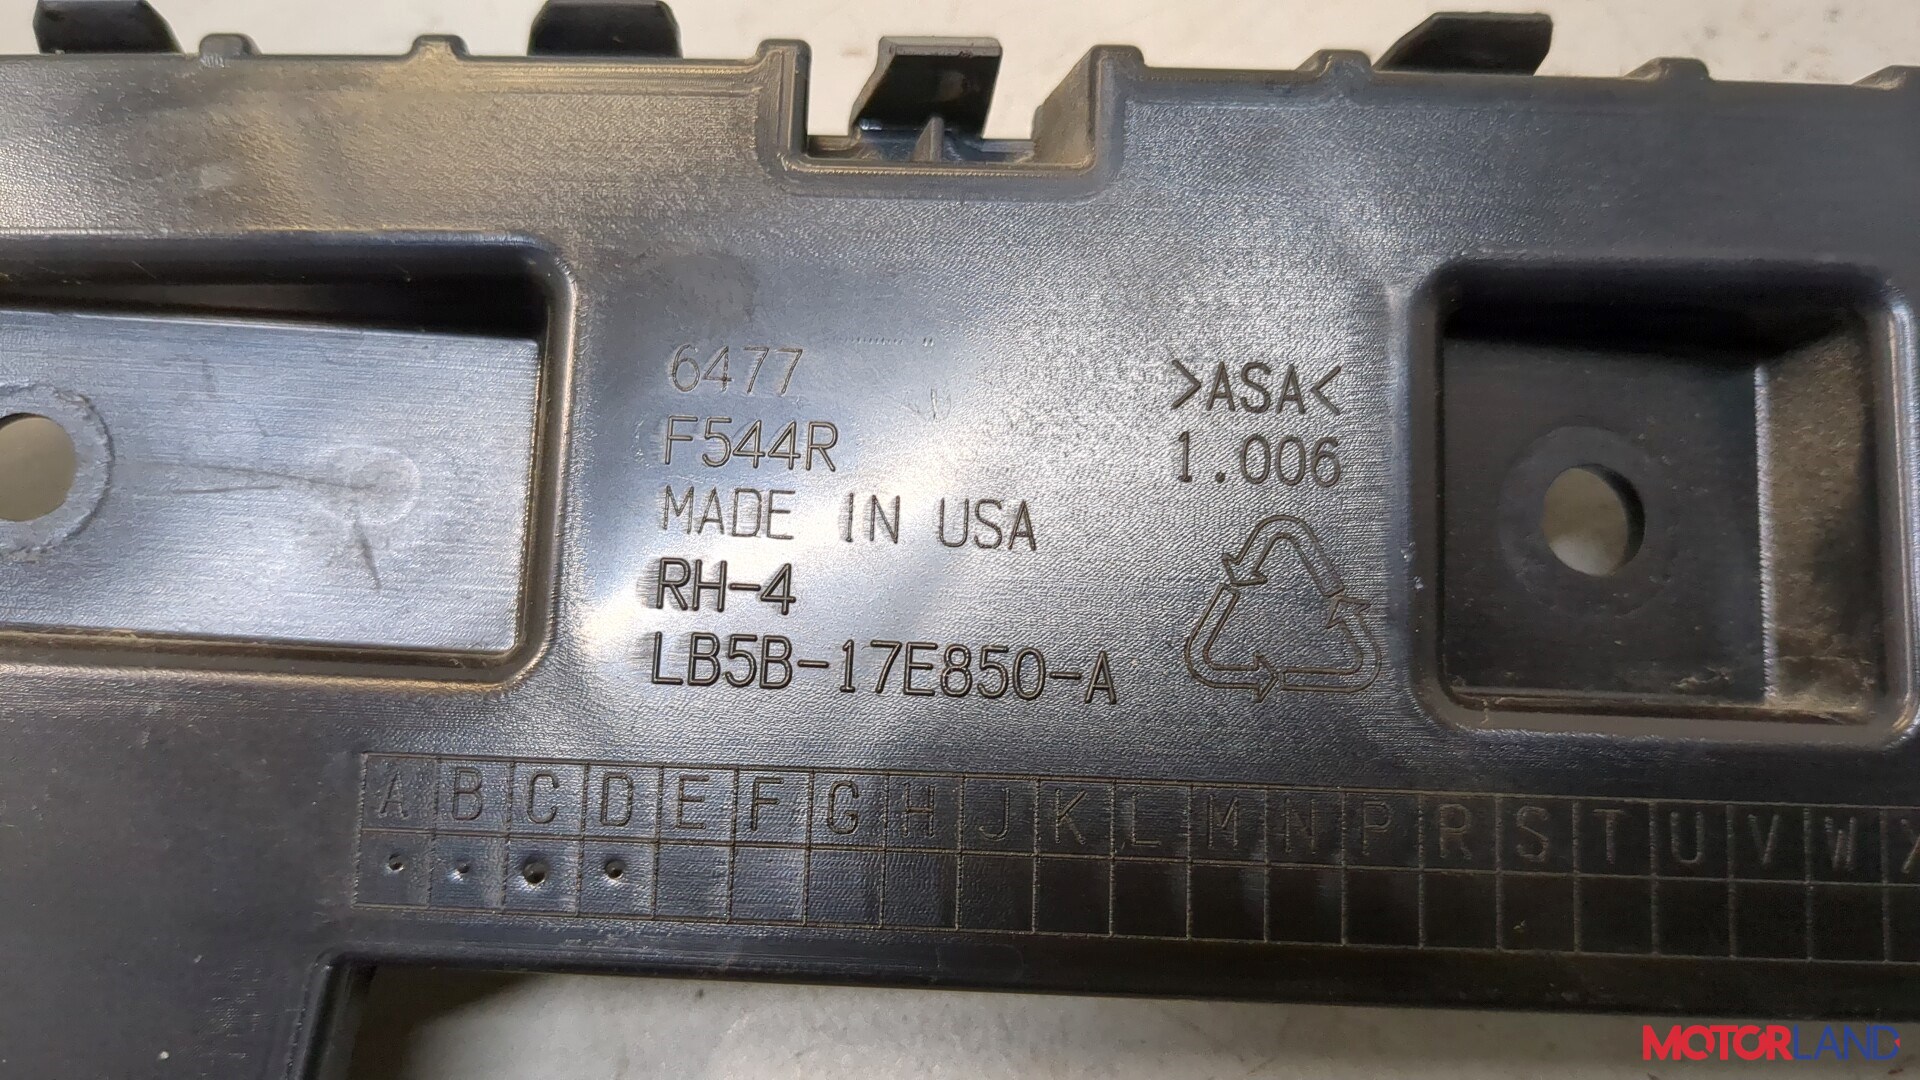 6477
F544R
MADE IN USA
RH-4
LB5B-17E850-A
>ASA<
1.006
A B C D E F G H J K L M N P R S T U V W X
MOTORLAND